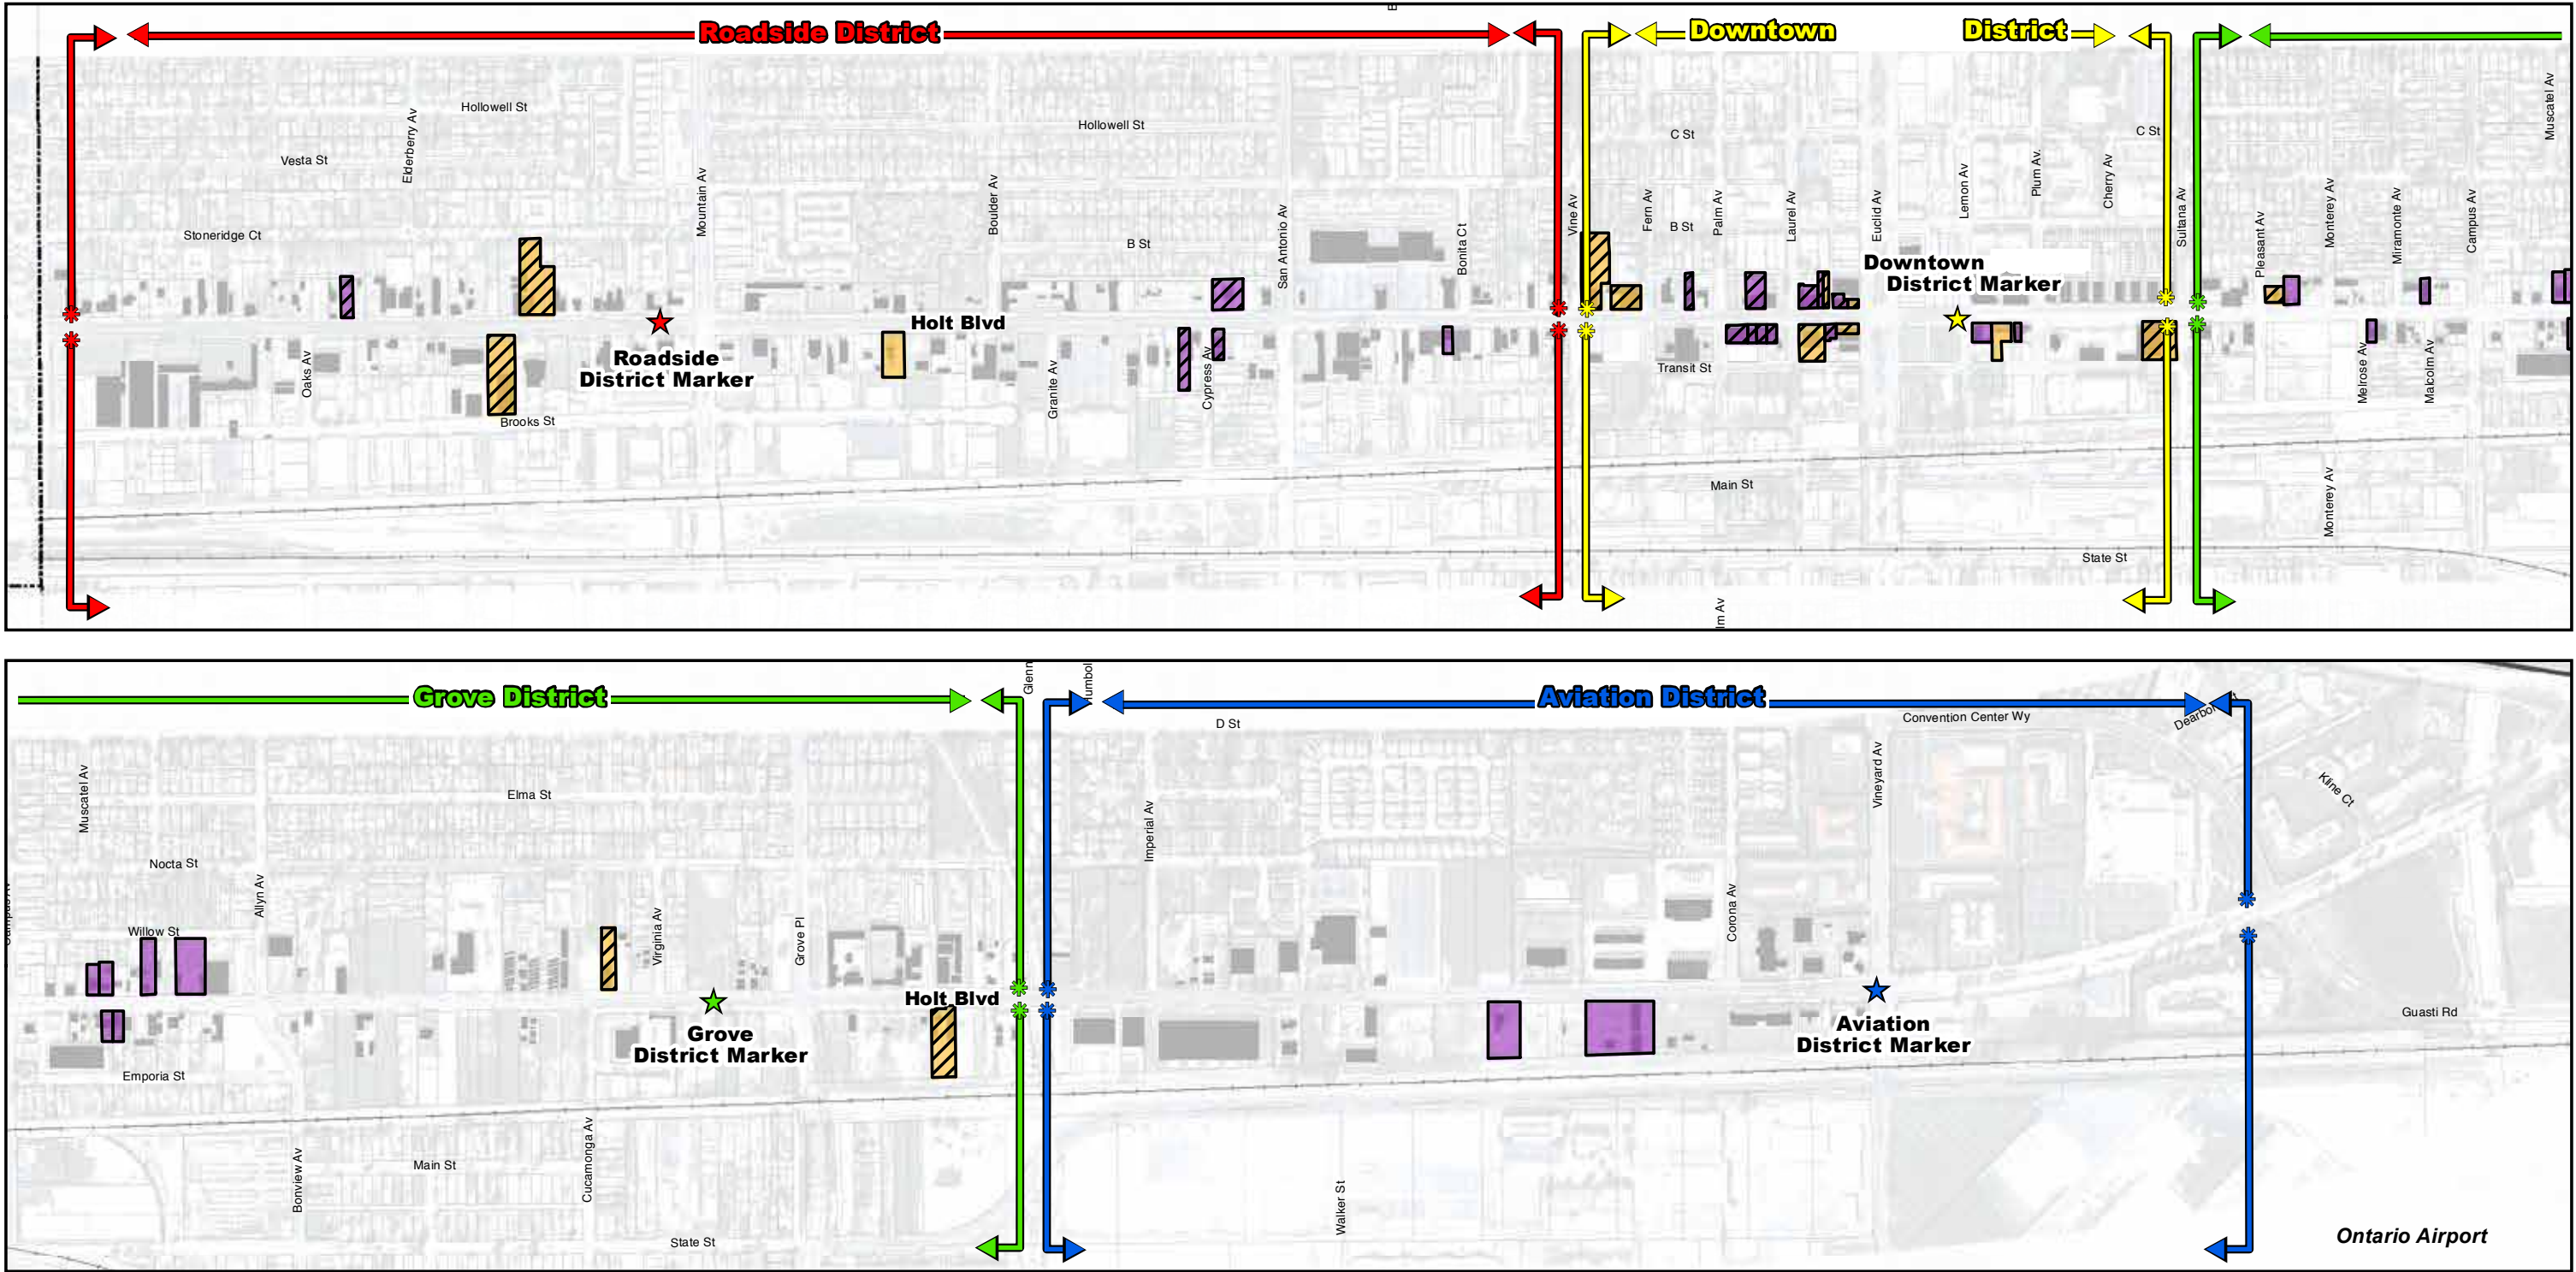 Roadside District
Downtown District
Hollowell St
Hollowell St
Vesta St
Elderberry Av
Stoneridge Ct
Mountain Av
Boulder Av
B St
San Antonio Av
Bonita Ct
Vine Av
C St
Fern Av
B St
Palm Av
Laurel Av
Euclid Av
Lemon Av
Plum Av.
Cherry Av
C St
Sultana Av
Pleasant Av
Monterey Av
Miramonte Av
Campus Av
Muscatel Av
Downtown
District Marker
Holt Blvd
Roadside
District Marker
Oaks Av
Brooks St
Granite Av
Cypress Av
Transit St
Melrose Av
Malcolm Av
Main St
Monterey Av
State St
Grove District
Glenn
Aviation District
D St
Convention Center Wy
Muscatel Av
Elma St
Imperial Av
Vineyard Av
Kline Ct
Nocta St
Allyn Av
Willow St
Virginia Av
Grove Pl
Corona Av
Holt Blvd
Grove
District Marker
Aviation
District Marker
Guasti Rd
Emporia St
Bonview Av
Main St
Cucamonga Av
Walker St
State St
Ontario Airport